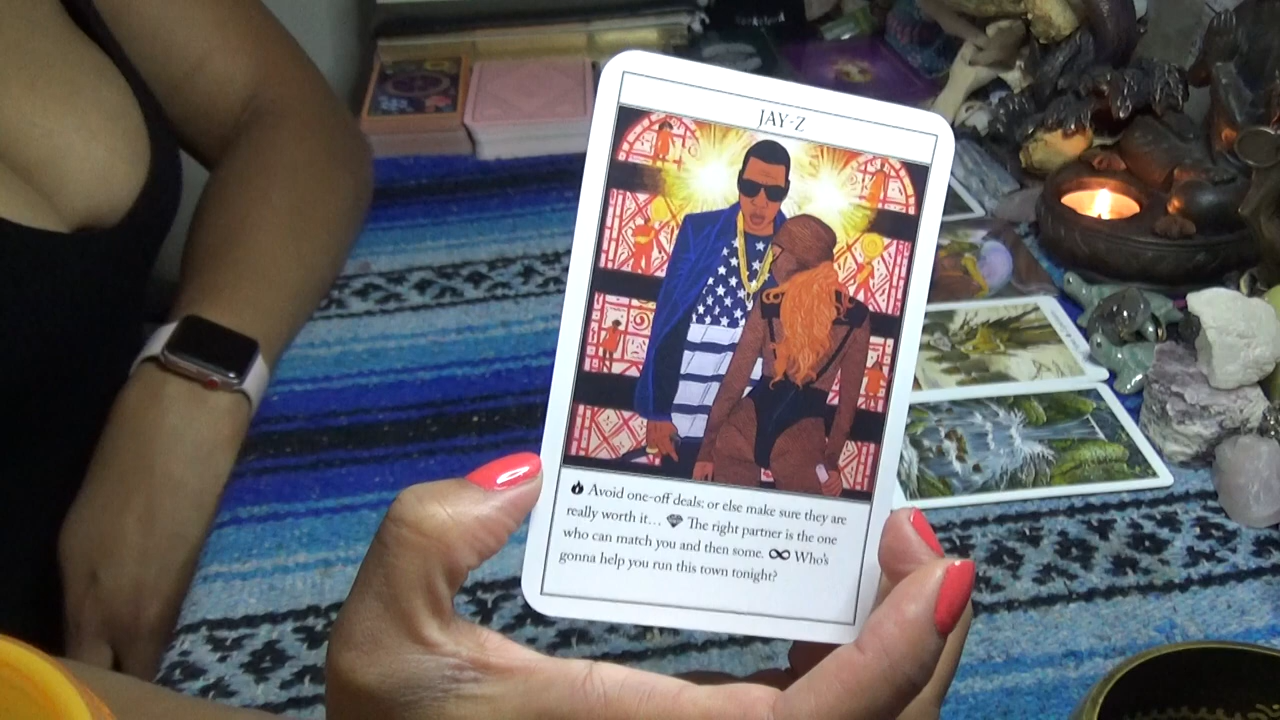 JAY-Z
Avoid one-off deals; or else make sure they are
really worth it... The right partner is the one
who can match you and then some. Who's
gonna help you run this town tonight?